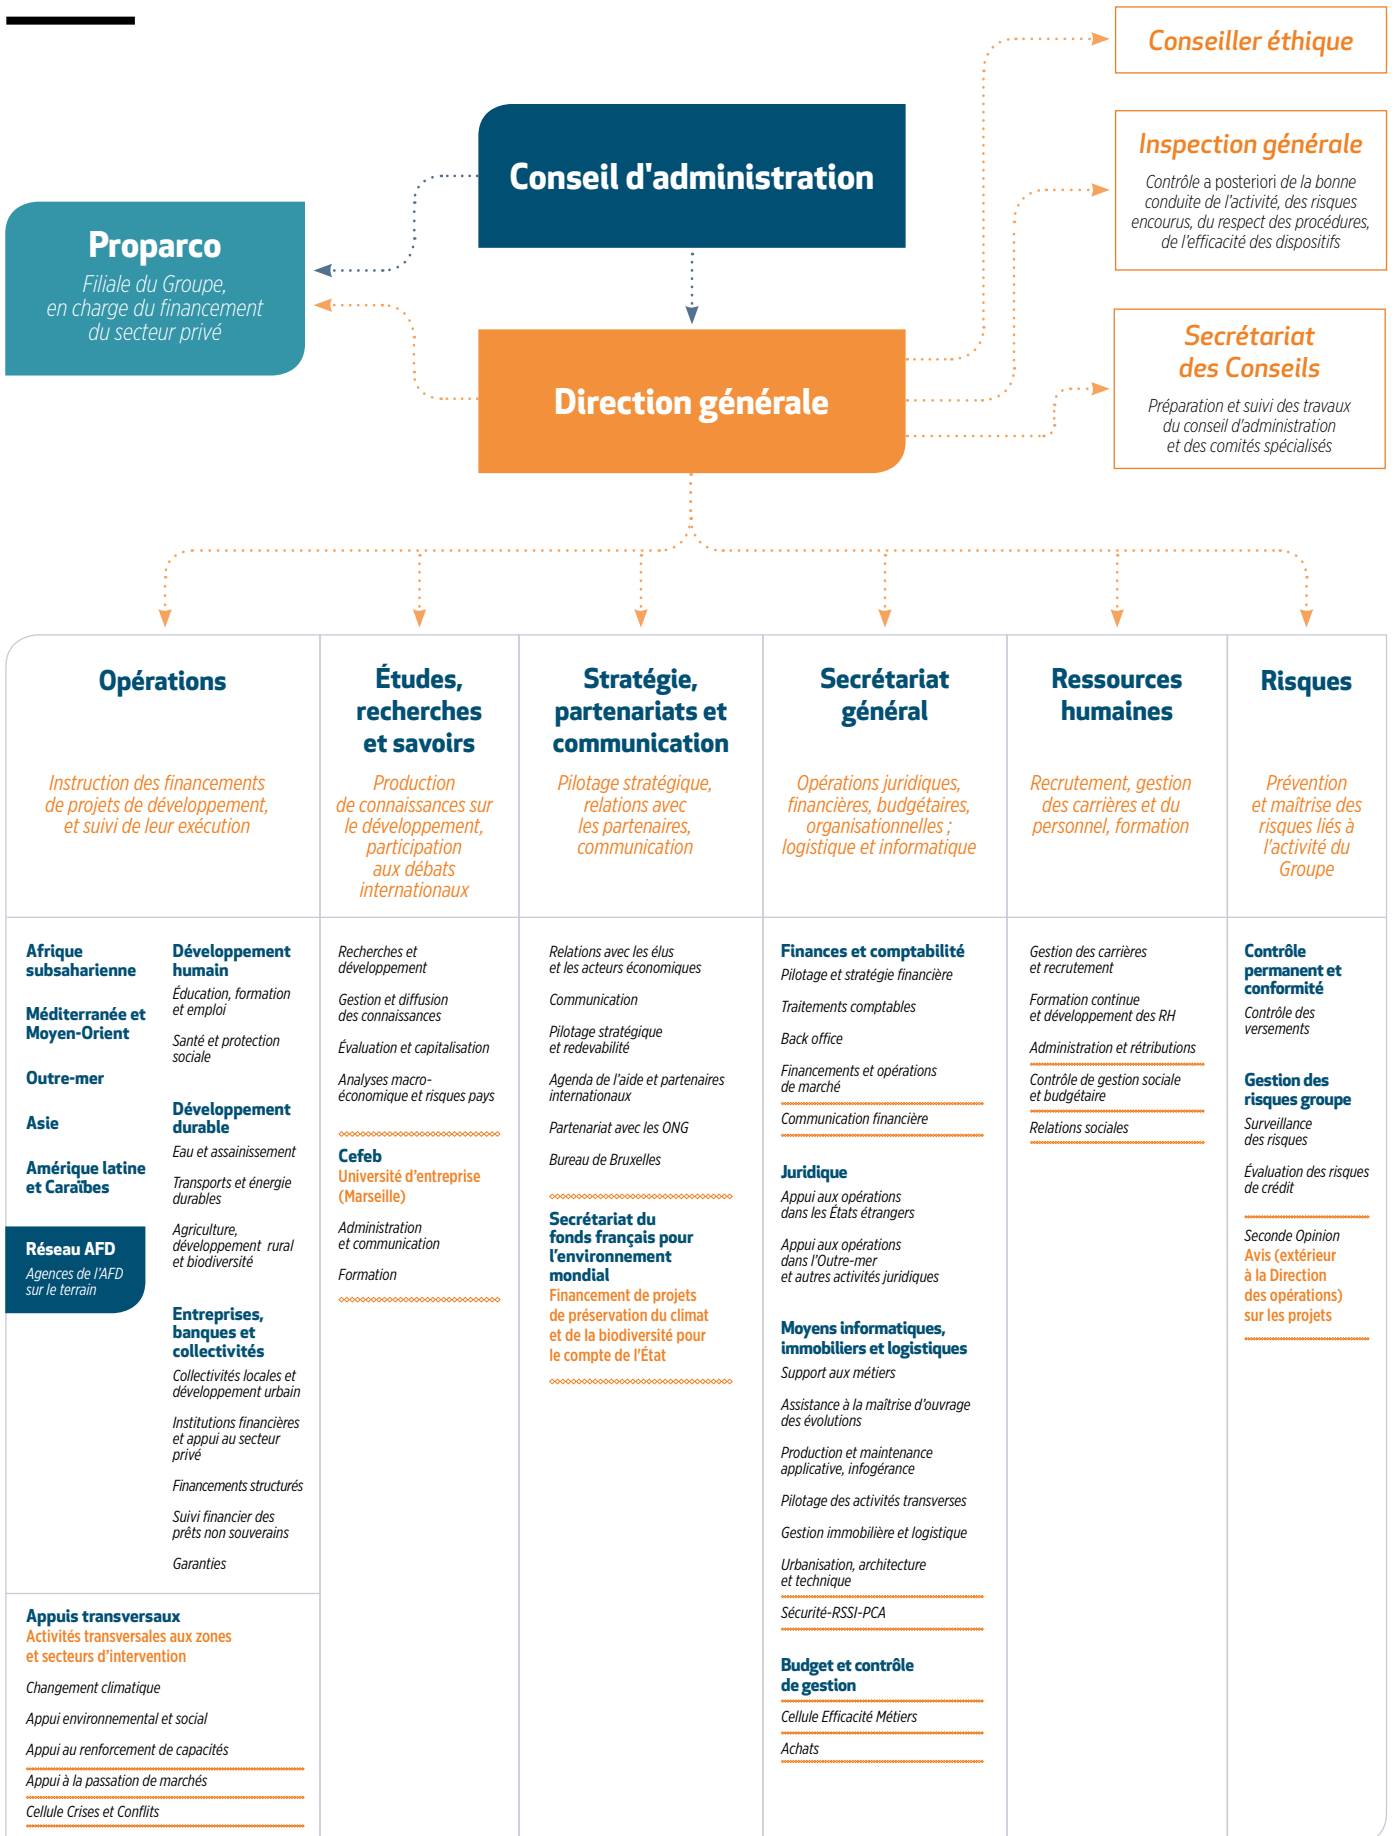 Conseiller éthique
Inspection générale
Contrôle a posteriori de la bonne
conduite de l'activité, des risques
encourus, du respect des procédures,
de l'efficacité des dispositifs
Conseil d'administration
Proparco
Filiale du Groupe,
en charge du financement
du secteur privé
Direction générale
Secrétariat
des Conseils
Préparation et suivi des travaux
du conseil d'administration
et des comités spécialisés
Opérations
Instruction des financements
de projets de développement,
et suivi de leur exécution
Études,
recherches
et savoirs
Production
de connaissances sur
le développement,
participation
aux débats
internationaux
Stratégie,
partenariats et
communication
Pilotage stratégique,
relations avec
les partenaires,
communication
Secrétariat
général
Opérations juridiques,
financières, budgétaires,
organisationnelles ;
logistique et informatique
Ressources
humaines
Recrutement, gestion
des carrières et du
personnel, formation
Risques
Prévention
et maîtrise des
risques liés à
l'activité du
Groupe
Afrique
subsaharienne
Méditerranée et
Moyen-Orient
Outre-mer
Asie
Amérique latine
et Caraïbes
Réseau AFD
Agences de l'AFD
sur le terrain
Développement
humain
Éducation, formation
et emploi
Santé et protection
sociale
Développement
durable
Eau et assainissement
Transports et énergie
durables
Agriculture,
développement rural
et biodiversité
Entreprises,
banques et
collectivités
Collectivités locales et
développement urbain
Institutions financières
et appui au secteur
privé
Financements structurés
Suivi financier des
prêts non souverains
Garanties
Appuis transversaux
Activités transversales aux zones
et secteurs d'intervention
Changement climatique
Appui environnemental et social
Appui au renforcement de capacités
Appui à la passation de marchés
Cellule Crises et Conflits
Recherches et
développement
Gestion et diffusion
des connaissances
Évaluation et capitalisation
Analyses macro-
économique et risques pays
Cefeb
Université d'entreprise
(Marseille)
Administration
et communication
Formation
Relations avec les élus
et les acteurs économiques
Communication
Pilotage stratégique
et redevabilité
Agenda de l'aide et partenaires
internationaux
Partenariat avec les ONG
Bureau de Bruxelles
Secrétariat du
fonds français pour
l'environnement
mondial
Financement de projets
de préservation du climat
et de la biodiversité pour
le compte de l'État
Finances et comptabilité
Pilotage et stratégie financière
Traitements comptables
Back office
Financements et opérations
de marché
Communication financière
Juridique
Appui aux opérations
dans les États étrangers
Appui aux opérations
dans l'Outre-mer
et autres activités juridiques
Moyens informatiques,
immobiliers et logistiques
Support aux métiers
Assistance à la maîtrise d'ouvrage
des évolutions
Production et maintenance
applicative, infogérance
Pilotage des activités transverses
Gestion immobilière et logistique
Urbanisation, architecture
et technique
Sécurité-RSSI-PCA
Budget et contrôle
de gestion
Cellule Efficacité Métiers
Achats
Gestion des carrières
et recrutement
Formation continue
et développement des RH
Administration et rétributions
Contrôle de gestion sociale
et budgétaire
Relations sociales
Contrôle
permanent et
conformité
Contrôle des
versements
Gestion des
risques groupe
Surveillance
des risques
Évaluation des risques
de crédit
Seconde Opinion
Avis (extérieur
à la Direction
des opérations)
sur les projets